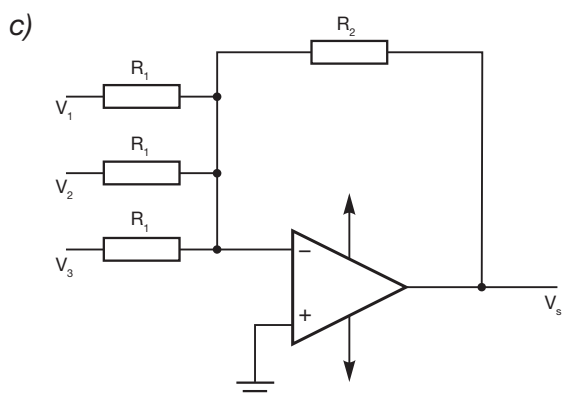 c)
R₂
R₁
V₁
R₁
V₂
R₁
V₃
−
+
Vₛ